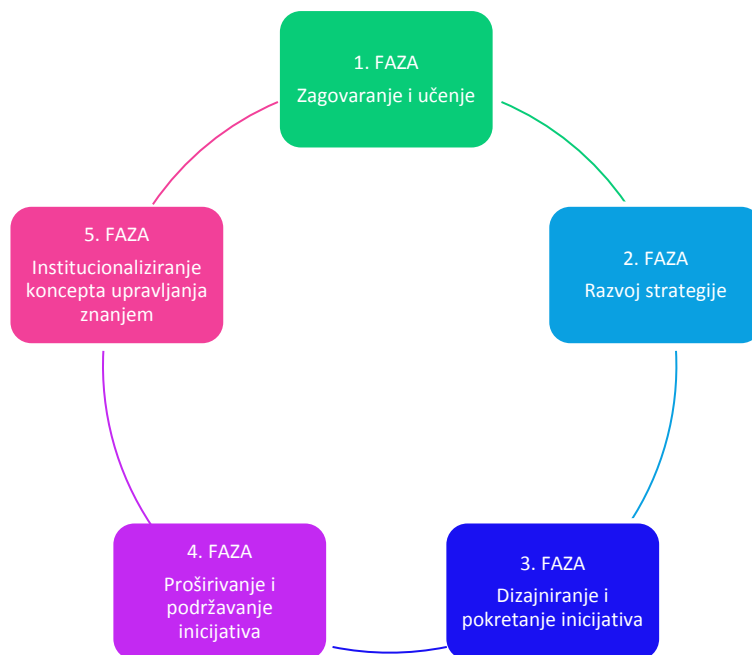 1. FAZA
Zagovaranje i učenje
2. FAZA
Razvoj strategije
3. FAZA
Dizajniranje i
pokretanje inicijativa
4. FAZA
Proširivanje i
podržavanje
inicijativa
5. FAZA
Institucionaliziranje
koncepta upravljanja
znanjem